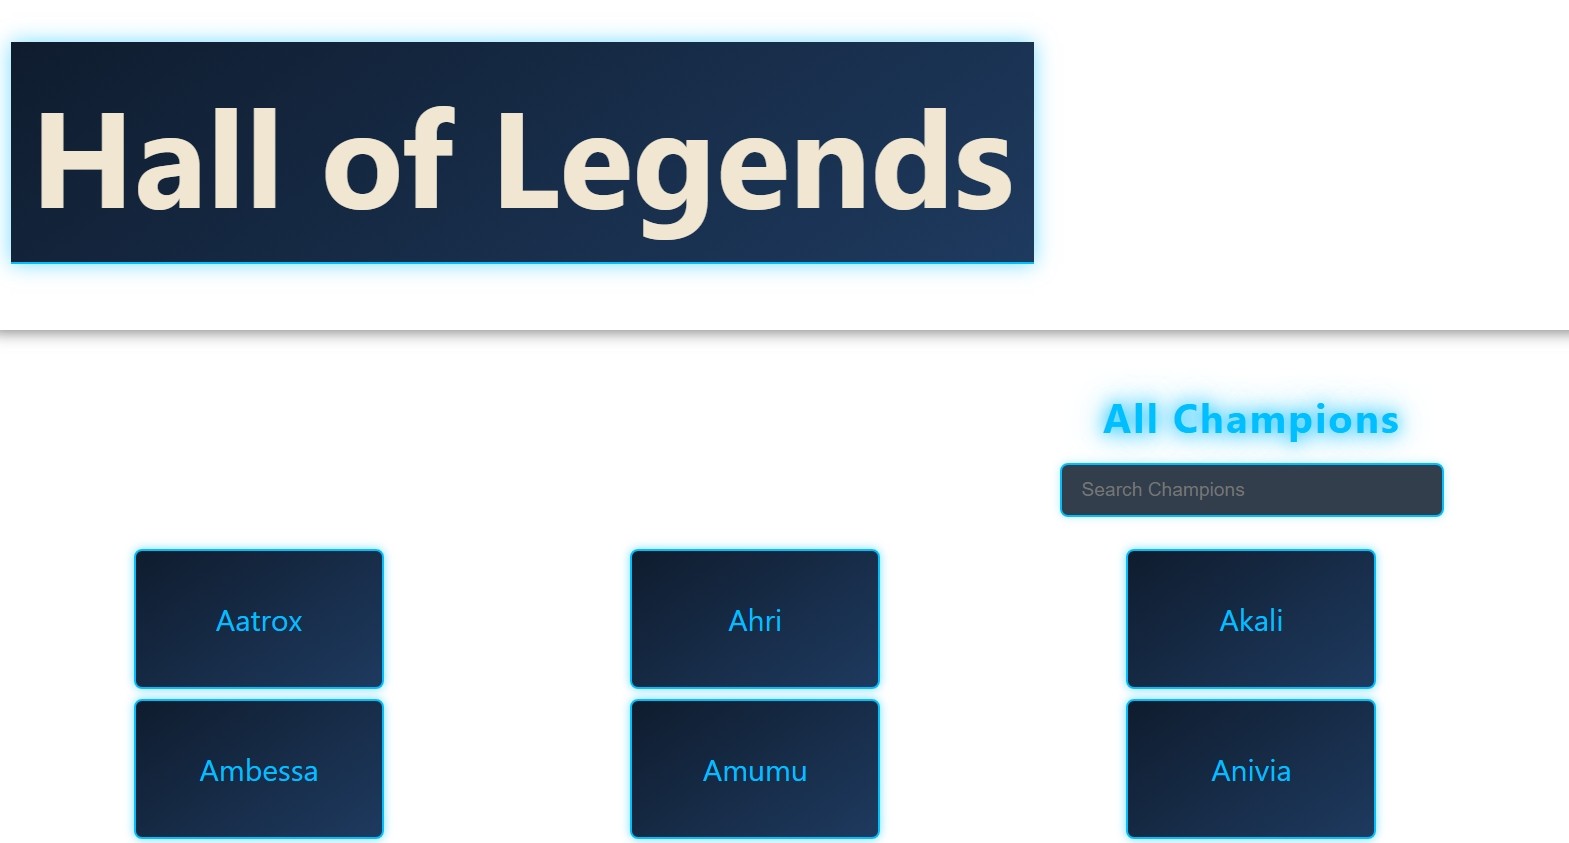 Hall of Legends
All Champions
Search Champions
Aatrox
Ahri
Akali
Ambessa
Amumu
Anivia